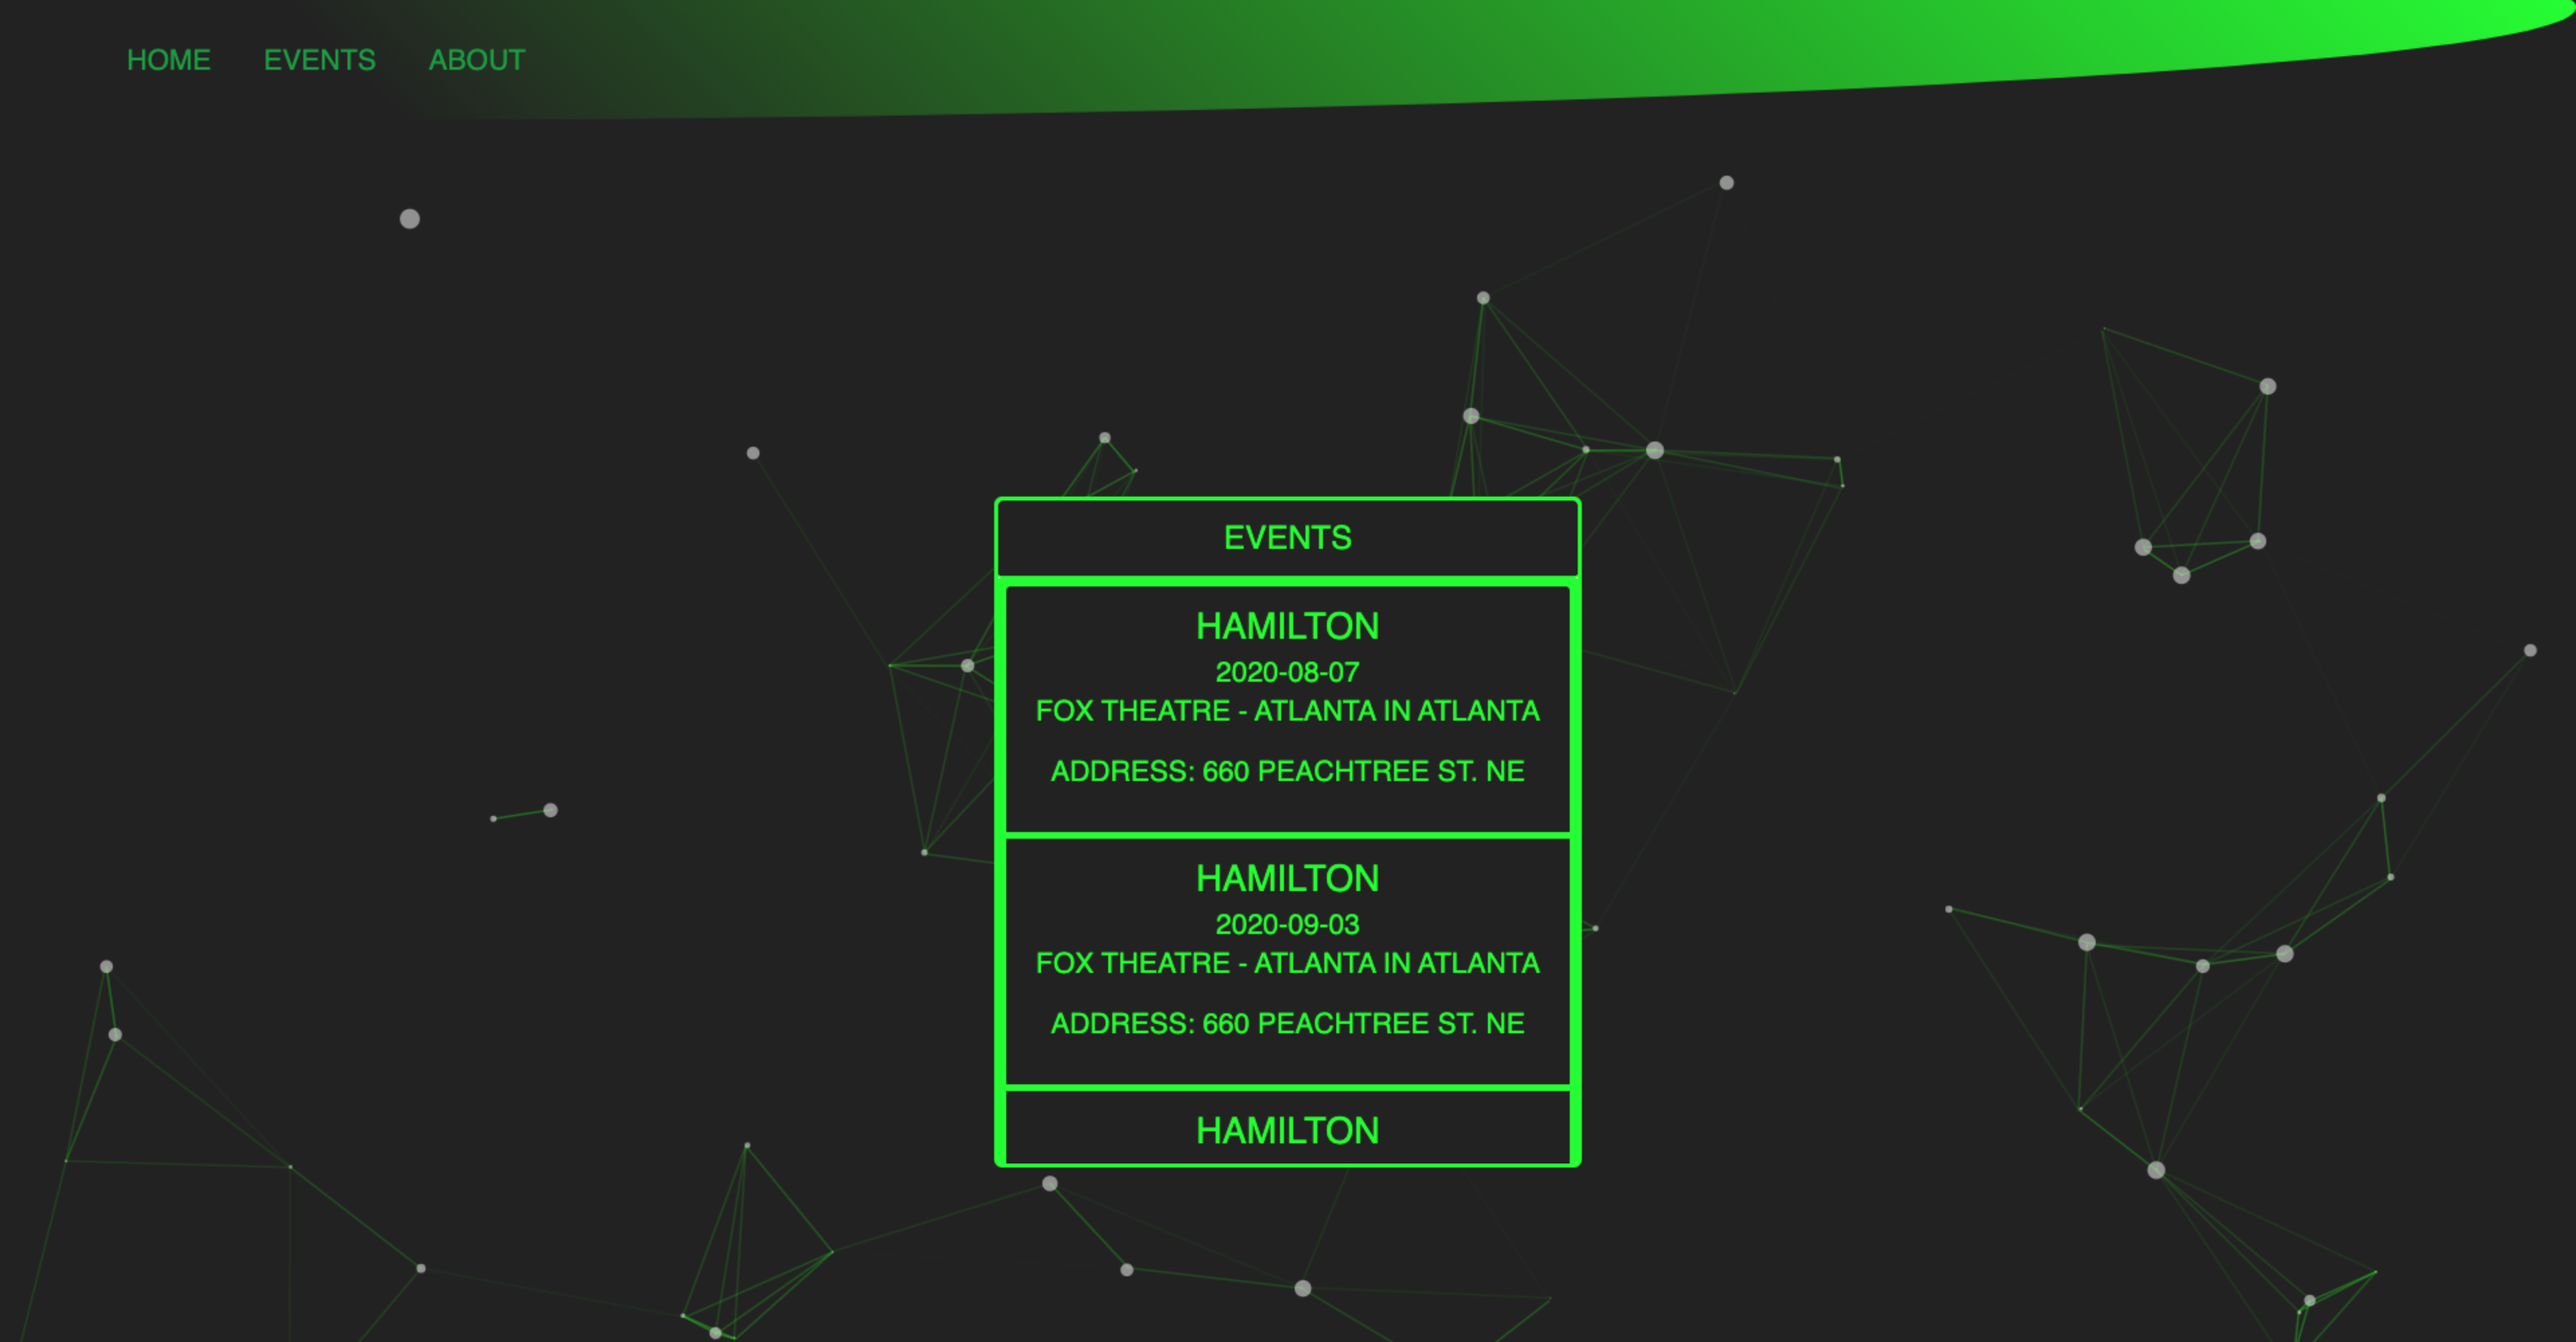 HOME EVENTS ABOUT
EVENTS
HAMILTON
2020-08-07
FOX THEATRE - ATLANTA IN ATLANTA
ADDRESS: 660 PEACHTREE ST. NE
HAMILTON
2020-09-03
FOX THEATRE - ATLANTA IN ATLANTA
ADDRESS: 660 PEACHTREE ST. NE
HAMILTON